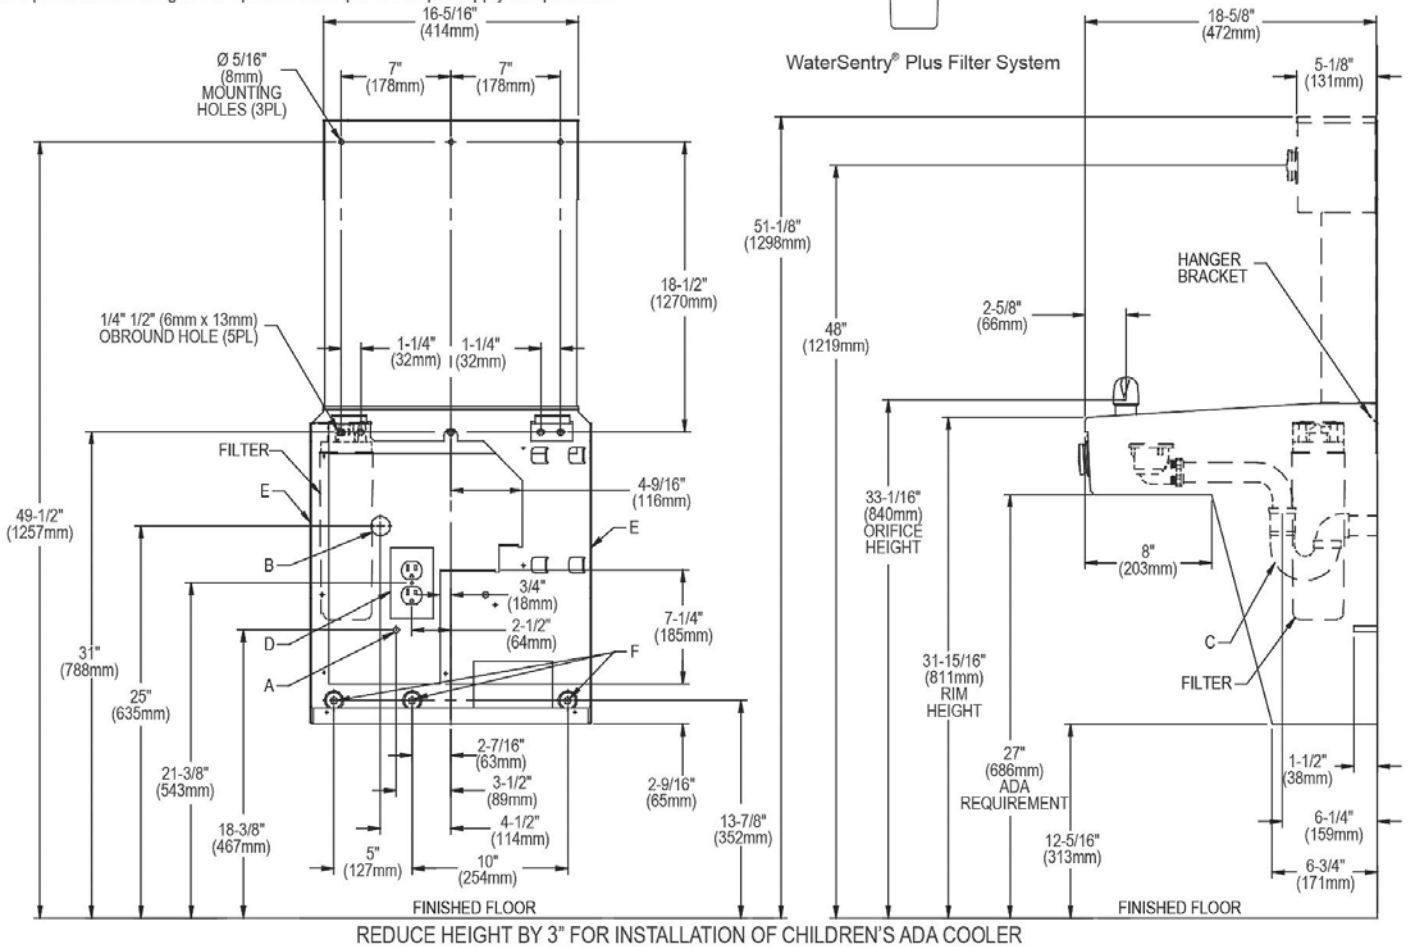 16-5/16"
(414mm)
Ø 5/16"
(8mm)
MOUNTING
HOLES (3PL)
7"
(178mm)
7"
(178mm)
WaterSentry® Plus Filter System
18-5/8"
(472mm)
5-1/8"
(131mm)
51-1/8"
(1298mm)
HANGER
BRACKET
18-1/2"
(1270mm)
2-5/8"
(66mm)
48"
(1219mm)
1/4" 1/2" (6mm x 13mm)
OBROUND HOLE (5PL)
1-1/4"
(32mm)
1-1/4"
(32mm)
FILTER
E
49-1/2"
(1257mm)
B
4-9/16"
(116mm)
E
33-1/16"
(840mm)
ORIFICE
HEIGHT
8"
(203mm)
3/4"
(18mm)
2-1/2"
(64mm)
7-1/4"
(185mm)
D
A
F
C
FILTER
31"
(788mm)
25"
(635mm)
31-15/16"
(811mm)
RIM
HEIGHT
21-3/8"
(543mm)
2-7/16"
(63mm)
3-1/2"
(89mm)
4-1/2"
(114mm)
2-9/16"
(65mm)
27"
(686mm)
ADA
REQUIREMENT
1-1/2"
(38mm)
18-3/8"
(467mm)
13-7/8"
(352mm)
12-5/16"
(313mm)
6-1/4"
(159mm)
5"
(127mm)
10"
(254mm)
6-3/4"
(171mm)
FINISHED FLOOR
FINISHED FLOOR
REDUCE HEIGHT BY 3” FOR INSTALLATION OF CHILDREN'S ADA COOLER